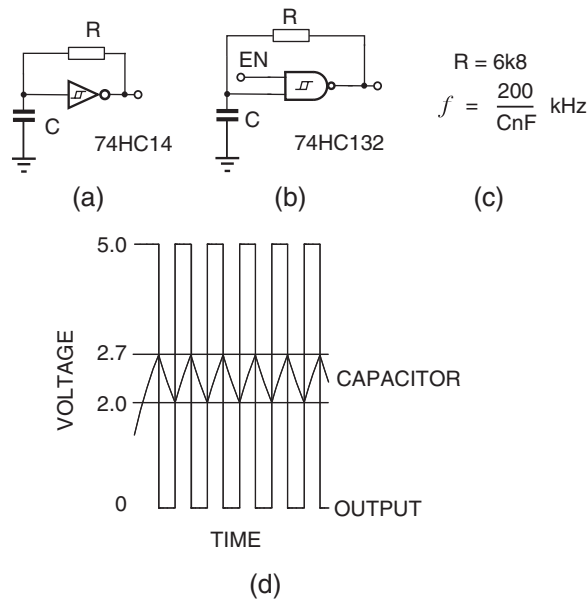 R
EN
C
74HC14
(a)
R
C
74HC132
(b)
R = 6k8
f = 200/CnF kHz
(c)
VOLTAGE
5.0
2.7
2.0
0
CAPACITOR
OUTPUT
TIME
(d)